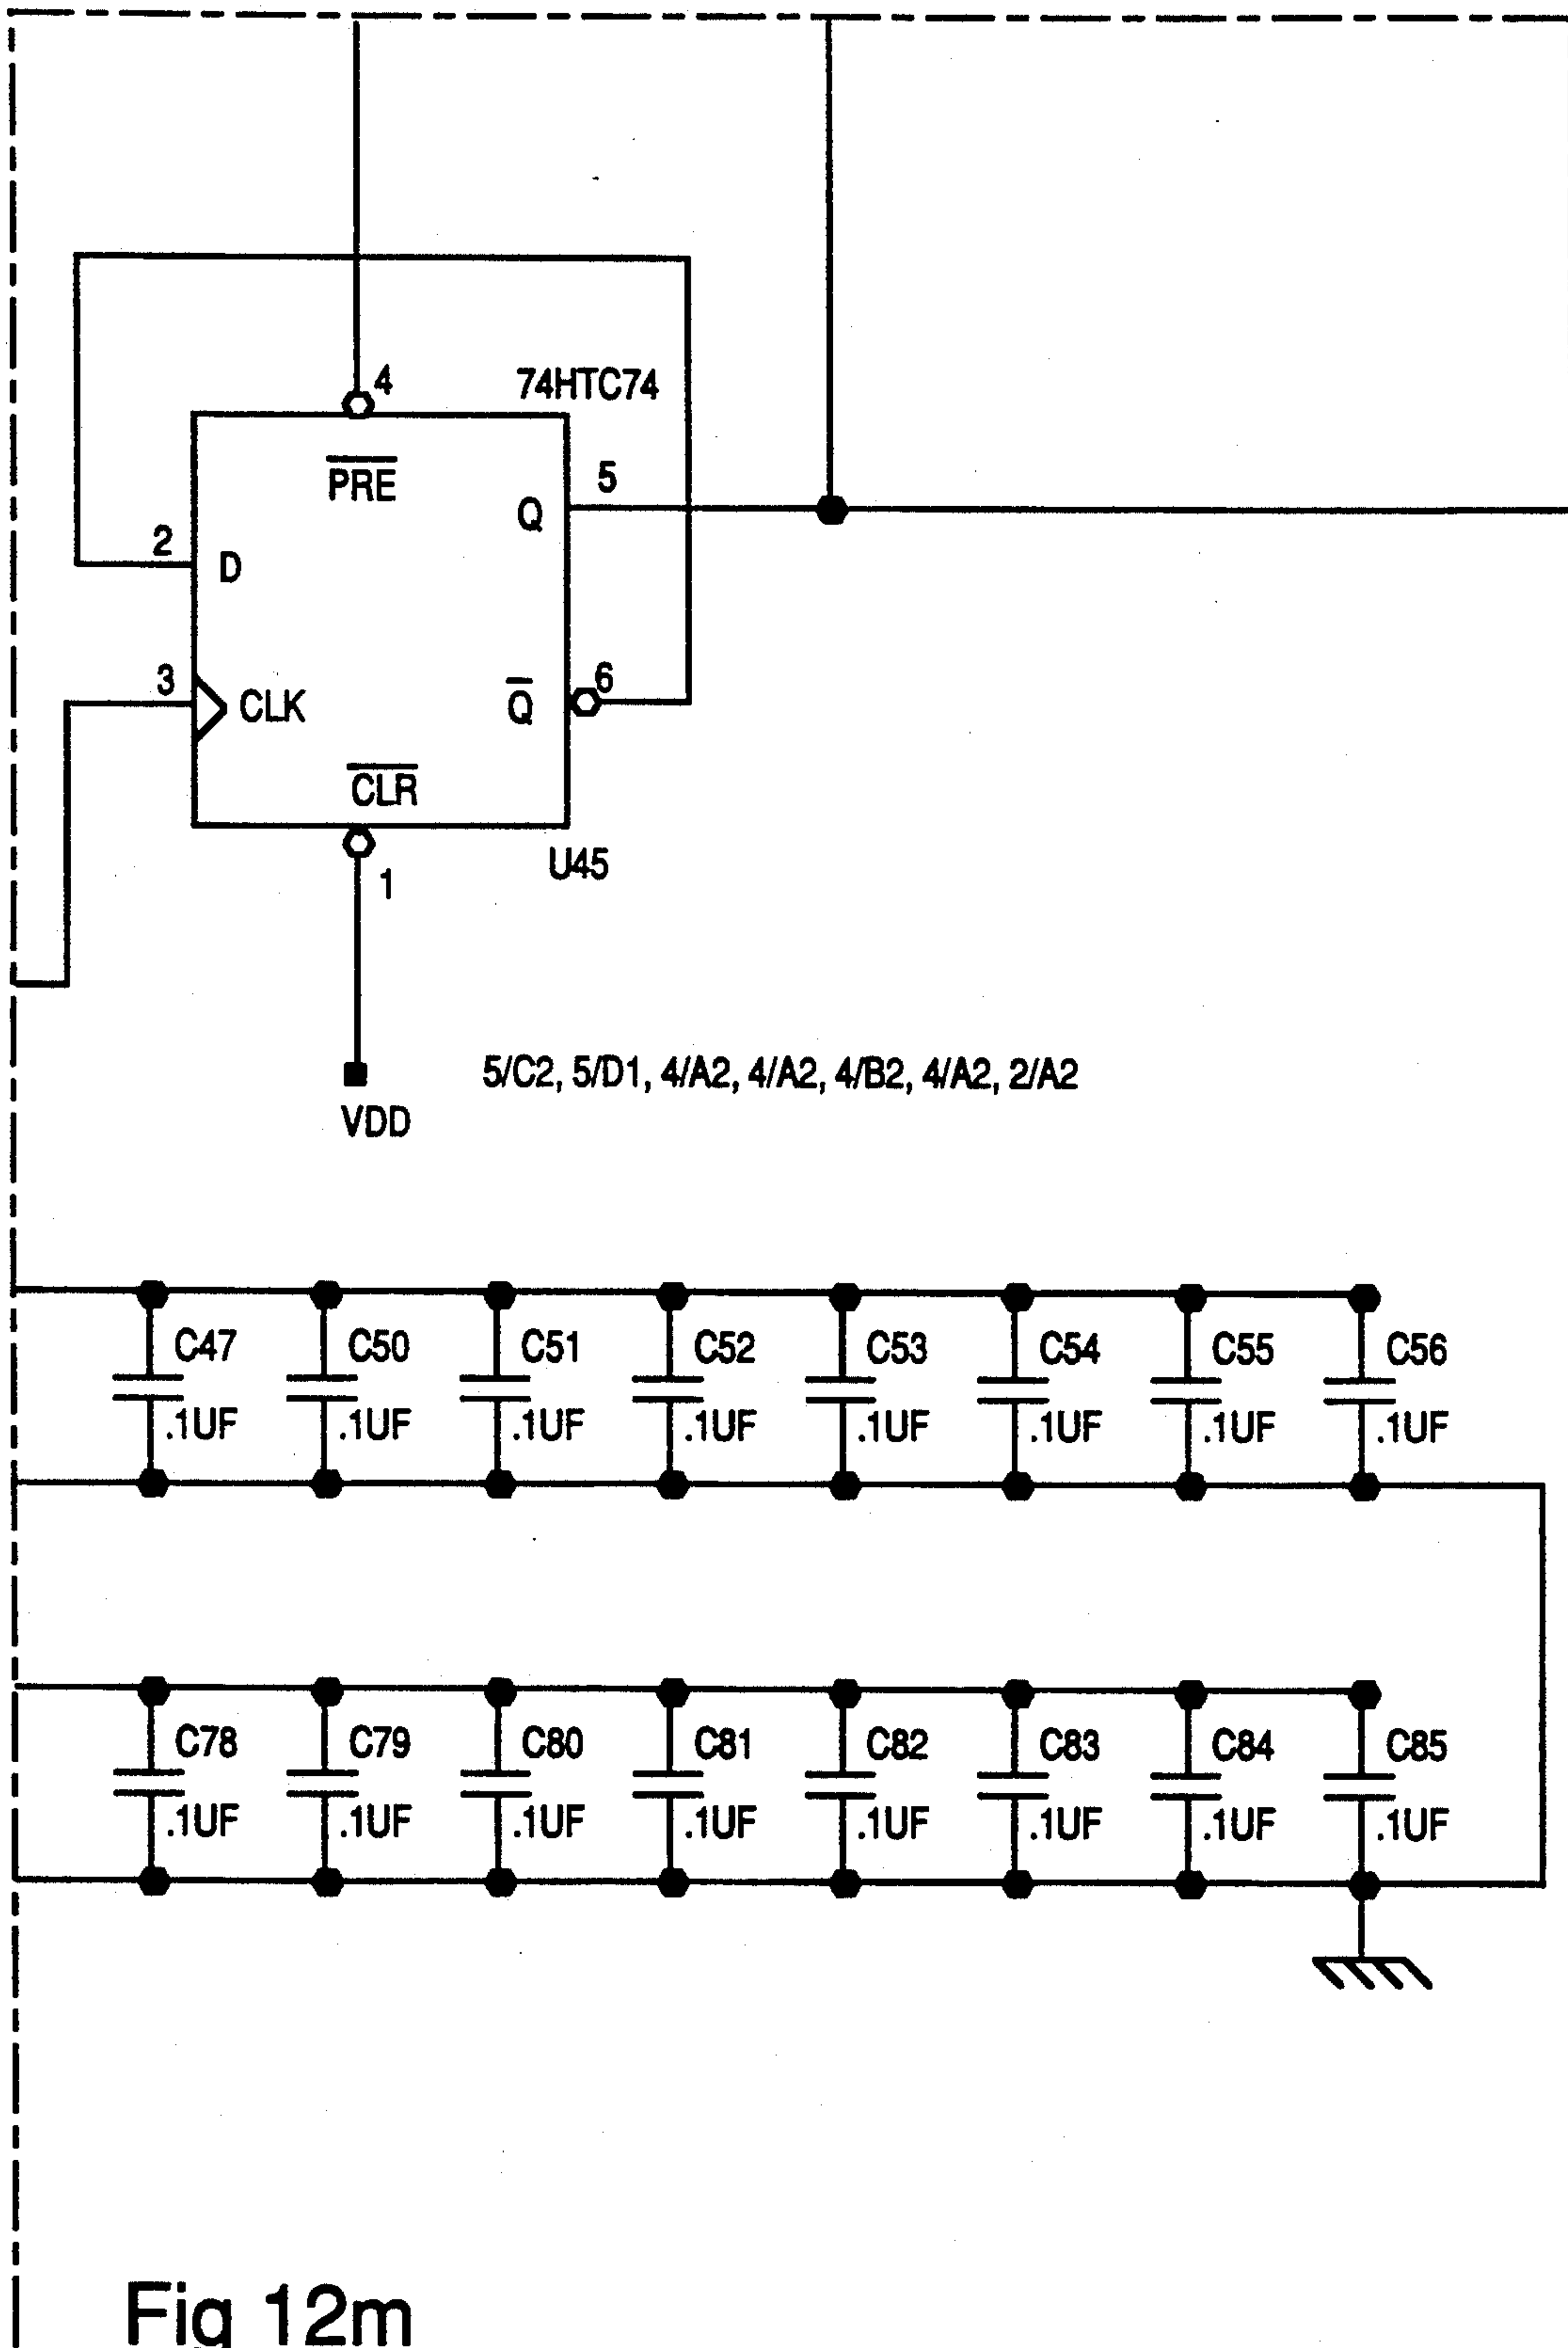 4
74HTC74
PRE
5
Q
2
D
3
CLK
6
Q
CLR
U45
1
5/C2, 5/D1, 4/A2, 4/A2, 4/B2, 4/A2, 2/A2
VDD
C47 C50 C51 C52 C53 C54 C55 C56
.1UF .1UF .1UF .1UF .1UF .1UF .1UF .1UF
C78 C79 C80 C81 C82 C83 C84 C85
.1UF .1UF .1UF .1UF .1UF .1UF .1UF .1UF
Fig 12m